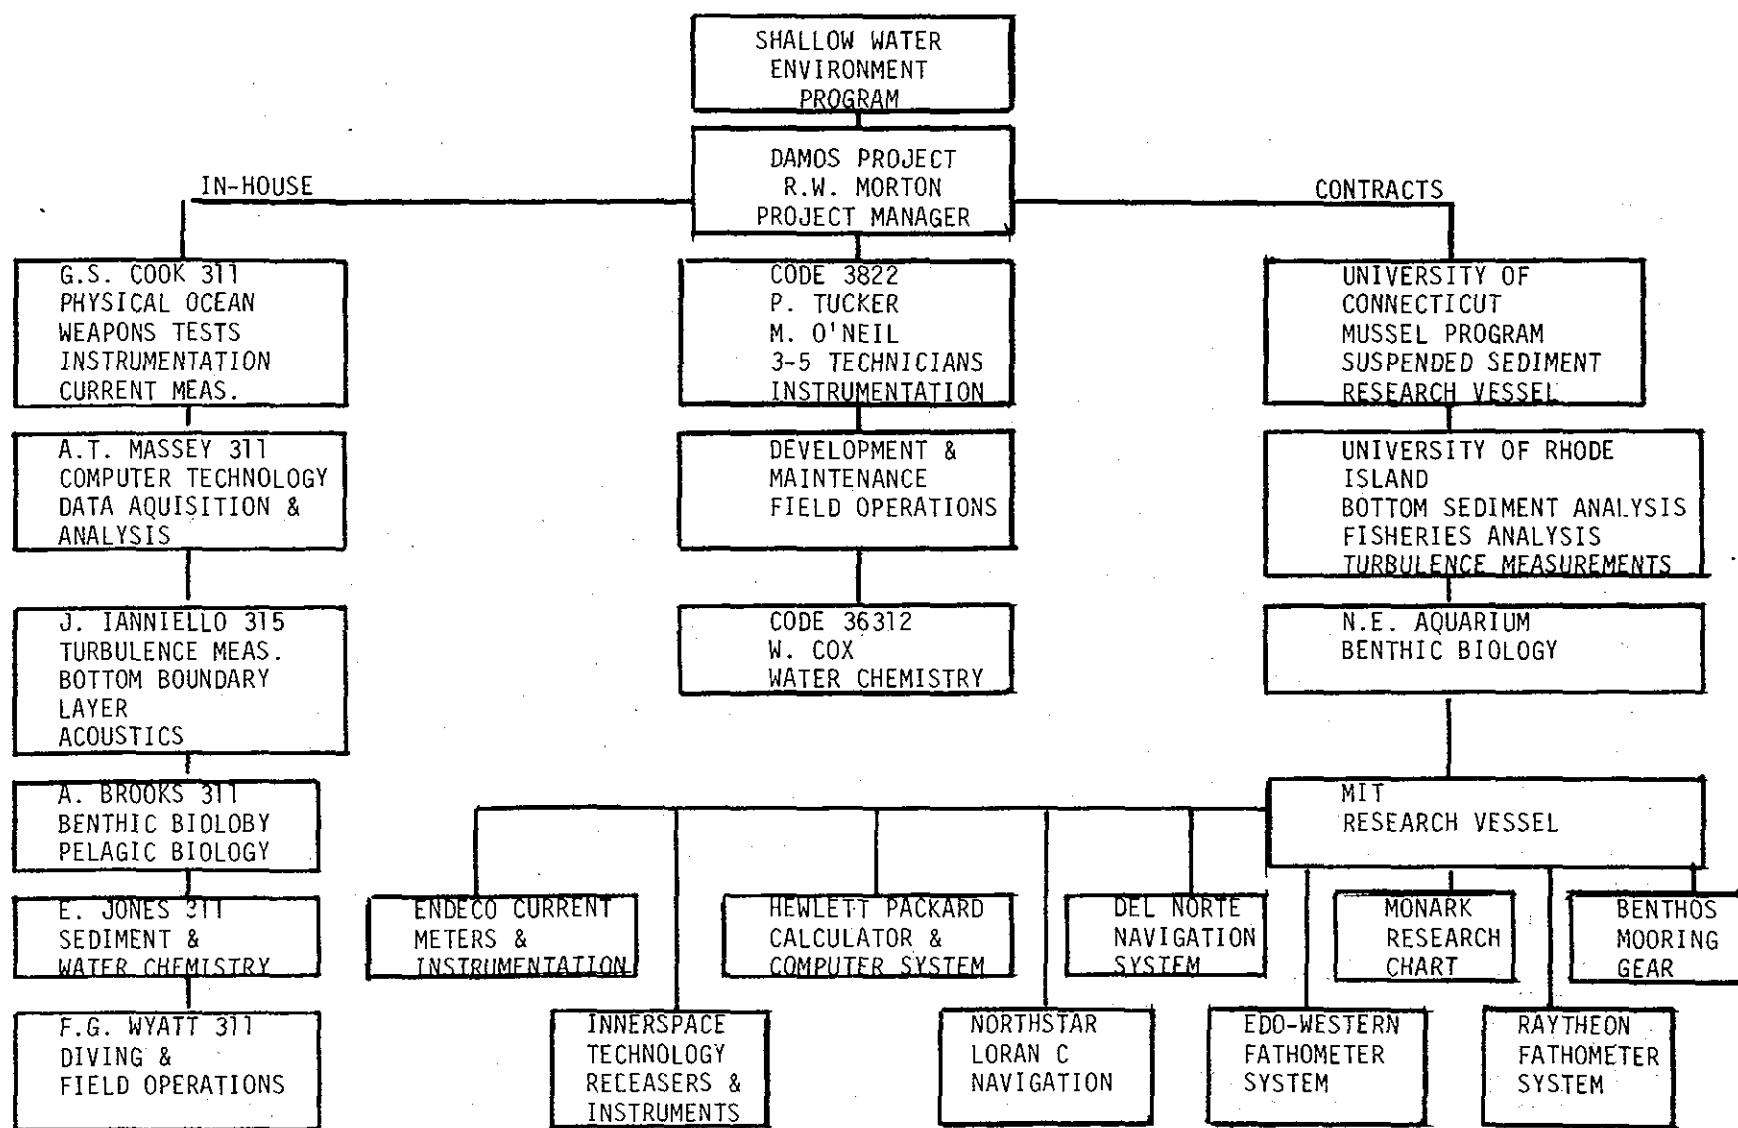 SHALLOW WATER
ENVIRONMENT
PROGRAM
DAMOS PROJECT
R.W. MORTON
PROJECT MANAGER
IN-HOUSE
CONTRACTS
G.S. COOK 311
PHYSICAL OCEAN
WEAPONS TESTS
INSTRUMENTATION
CURRENT MEAS.
A.T. MASSEY 311
COMPUTER TECHNOLOGY
DATA AQUISITION &
ANALYSIS
J. IANNIELLO 315
TURBULENCE MEAS.
BOTTOM BOUNDARY
LAYER
ACOUSTICS
A. BROOKS 311
BENTHIC BIOLOBY
PELAGIC BIOLOGY
E. JONES 311
SEDIMENT &
WATER CHEMISTRY
F.G. WYATT 311
DIVING &
FIELD OPERATIONS
CODE 3822
P. TUCKER
M. O'NEIL
3-5 TECHNICIANS
INSTRUMENTATION
DEVELOPMENT &
MAINTENANCE
FIELD OPERATIONS
CODE 36312
W. COX
WATER CHEMISTRY
UNIVERSITY OF
CONNECTICUT
MUSSEL PROGRAM
SUSPENDED SEDIMENT
RESEARCH VESSEL
UNIVERSITY OF RHODE
ISLAND
BOTTOM SEDIMENT ANALYSIS
FISHERIES ANALYSIS
TURBULENCE MEASUREMENTS
N.E. AQUARIUM
BENTHIC BIOLOGY
MIT
RESEARCH VESSEL
ENDECO CURRENT
METERS &
INSTRUMENTATION
HEWLETT PACKARD
CALCULATOR &
COMPUTER SYSTEM
DEL NORTE
NAVIGATION
SYSTEM
MONARK
RESEARCH
CHART
BENTHOS
MOORING
GEAR
INNERSPACE
TECHNOLOGY
RELEASERS &
INSTRUMENTS
NORTHSTAR
LORAN C
NAVIGATION
EDO-WESTERN
FATHOMETER
SYSTEM
RAYTHEON
FATHOMETER
SYSTEM